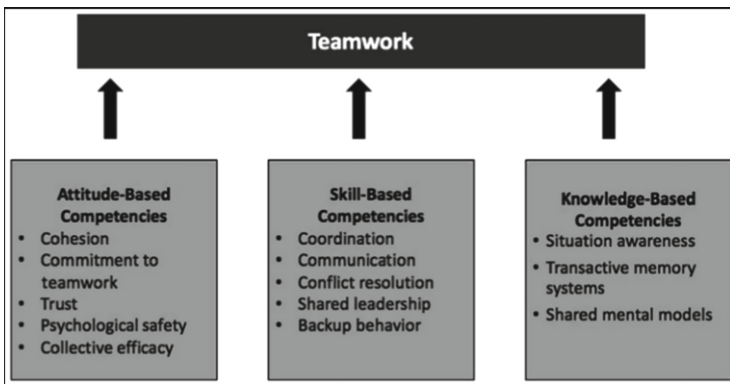 Teamwork
Attitude-Based
Competencies
• Cohesion
• Commitment to
teamwork
• Trust
• Psychological safety
• Collective efficacy
Skill-Based
Competencies
• Coordination
• Communication
• Conflict resolution
• Shared leadership
• Backup behavior
Knowledge-Based
Competencies
• Situation awareness
• Transactive memory
systems
• Shared mental models